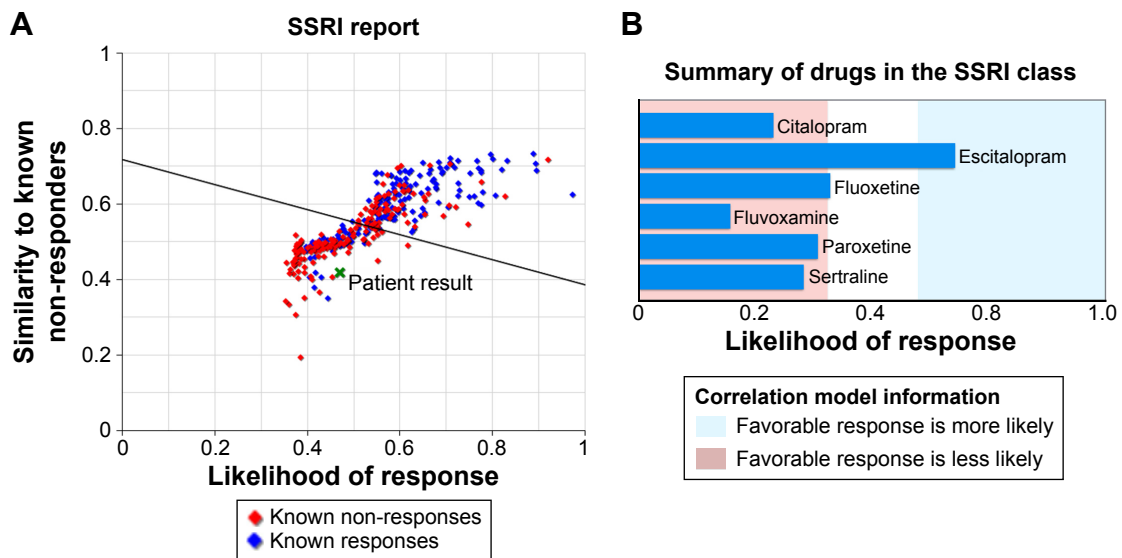 A
SSRI report
Similarity to known
non-responders
1
0.8
0.6
0.4
0.2
0
Patient result
0
0.2
0.4
0.6
0.8
1
Likelihood of response
Known non-responses
Known responses
B
Summary of drugs in the SSRI class
Citalopram
Escitalopram
Fluoxetine
Fluvoxamine
Paroxetine
Sertraline
0
0.2
0.4
0.8
1.0
Likelihood of response
Correlation model information
Favorable response is more likely
Favorable response is less likely